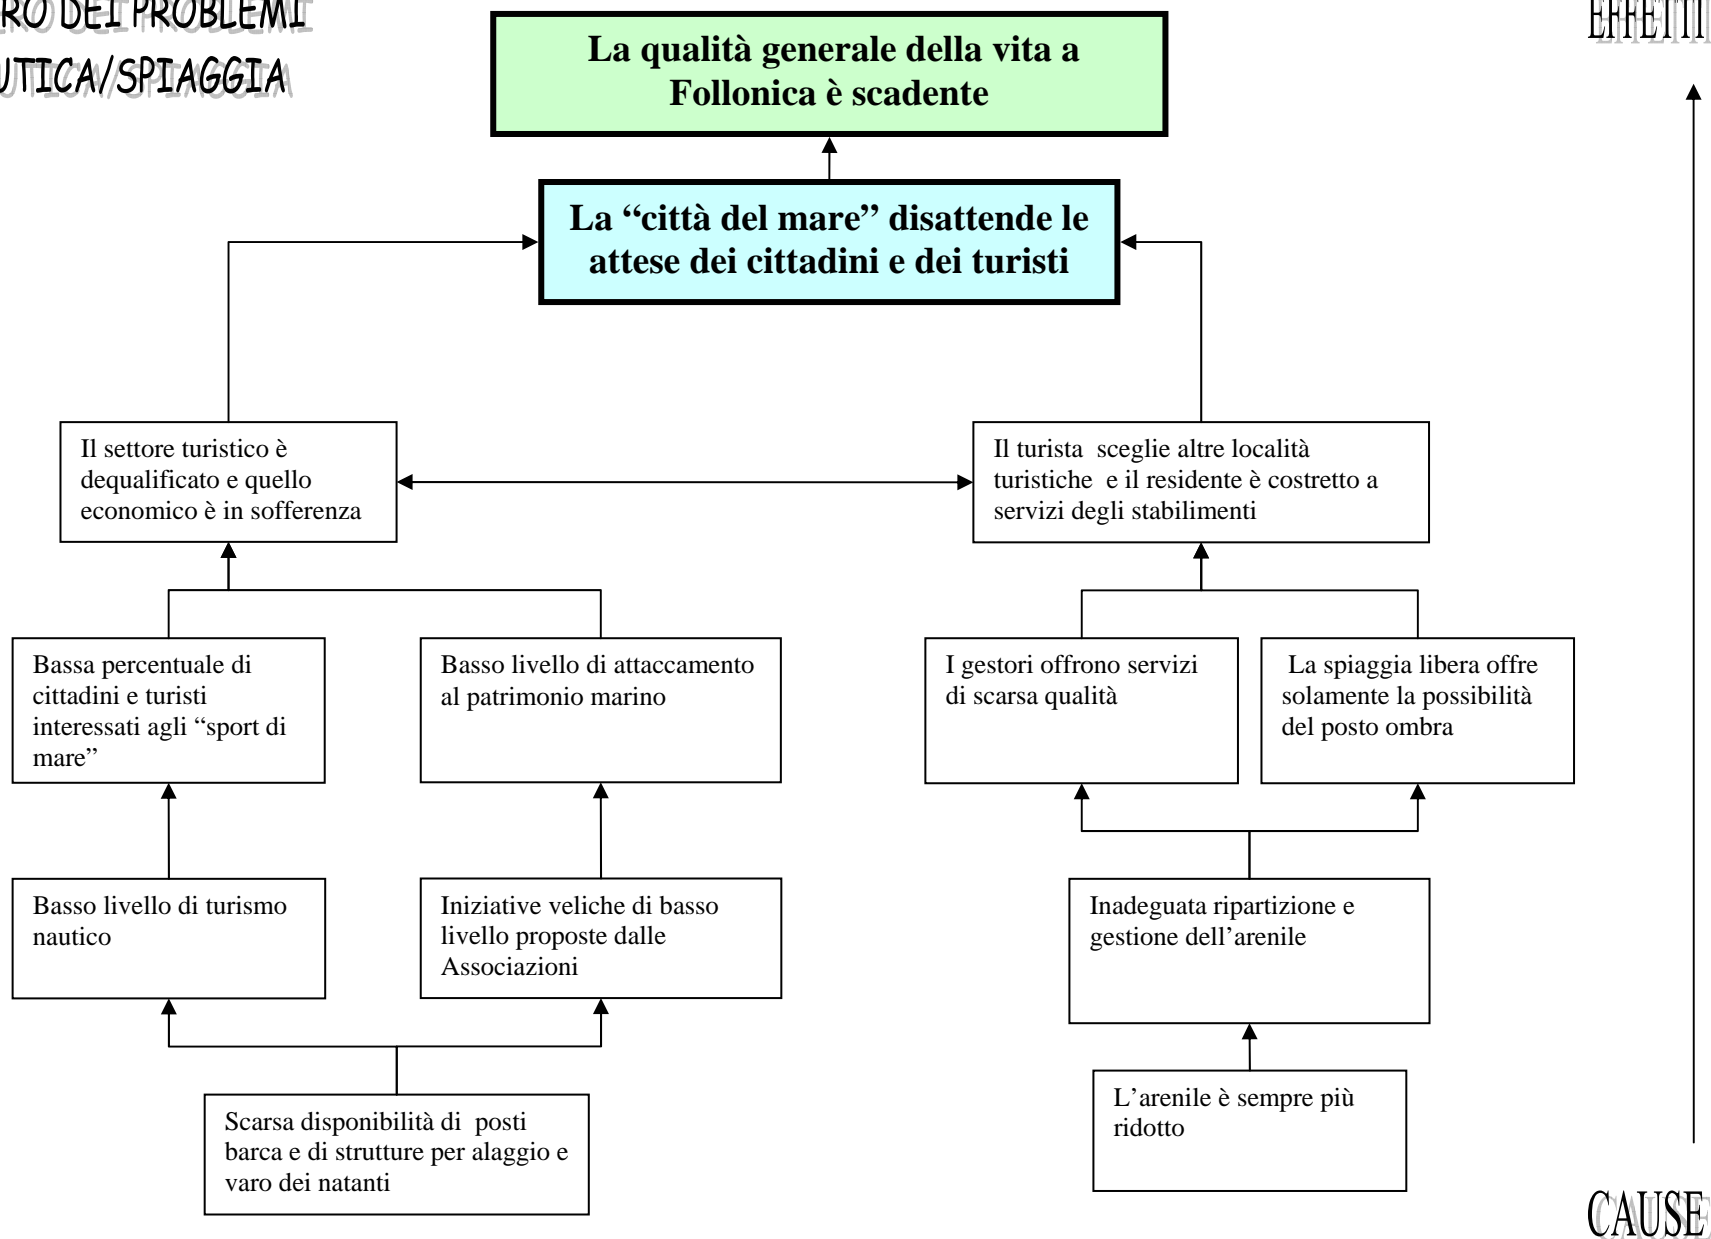 RO DEI PROBLEMI
UTICA/SPIAGGIA
EFFETTI
La qualità generale della vita a
Follonica è scadente
La “città del mare” disattende le
attese dei cittadini e dei turisti
Il settore turistico è
dequalificato e quello
economico è in sofferenza
Il turista  sceglie altre località
turistiche  e il residente è costretto a
servizi degli stabilimenti
Bassa percentuale di
cittadini e turisti
interessati agli “sport di
mare”
Basso livello di attaccamento
al patrimonio marino
I gestori offrono servizi
di scarsa qualità
La spiaggia libera offre
solamente la possibilità
del posto ombra
Basso livello di turismo
nautico
Iniziative veliche di basso
livello proposte dalle
Associazioni
Inadeguata ripartizione e
gestione dell’arenile
Scarsa disponibilità di  posti
barca e di strutture per alaggio e
varo dei natanti
L’arenile è sempre più
ridotto
CAUSE